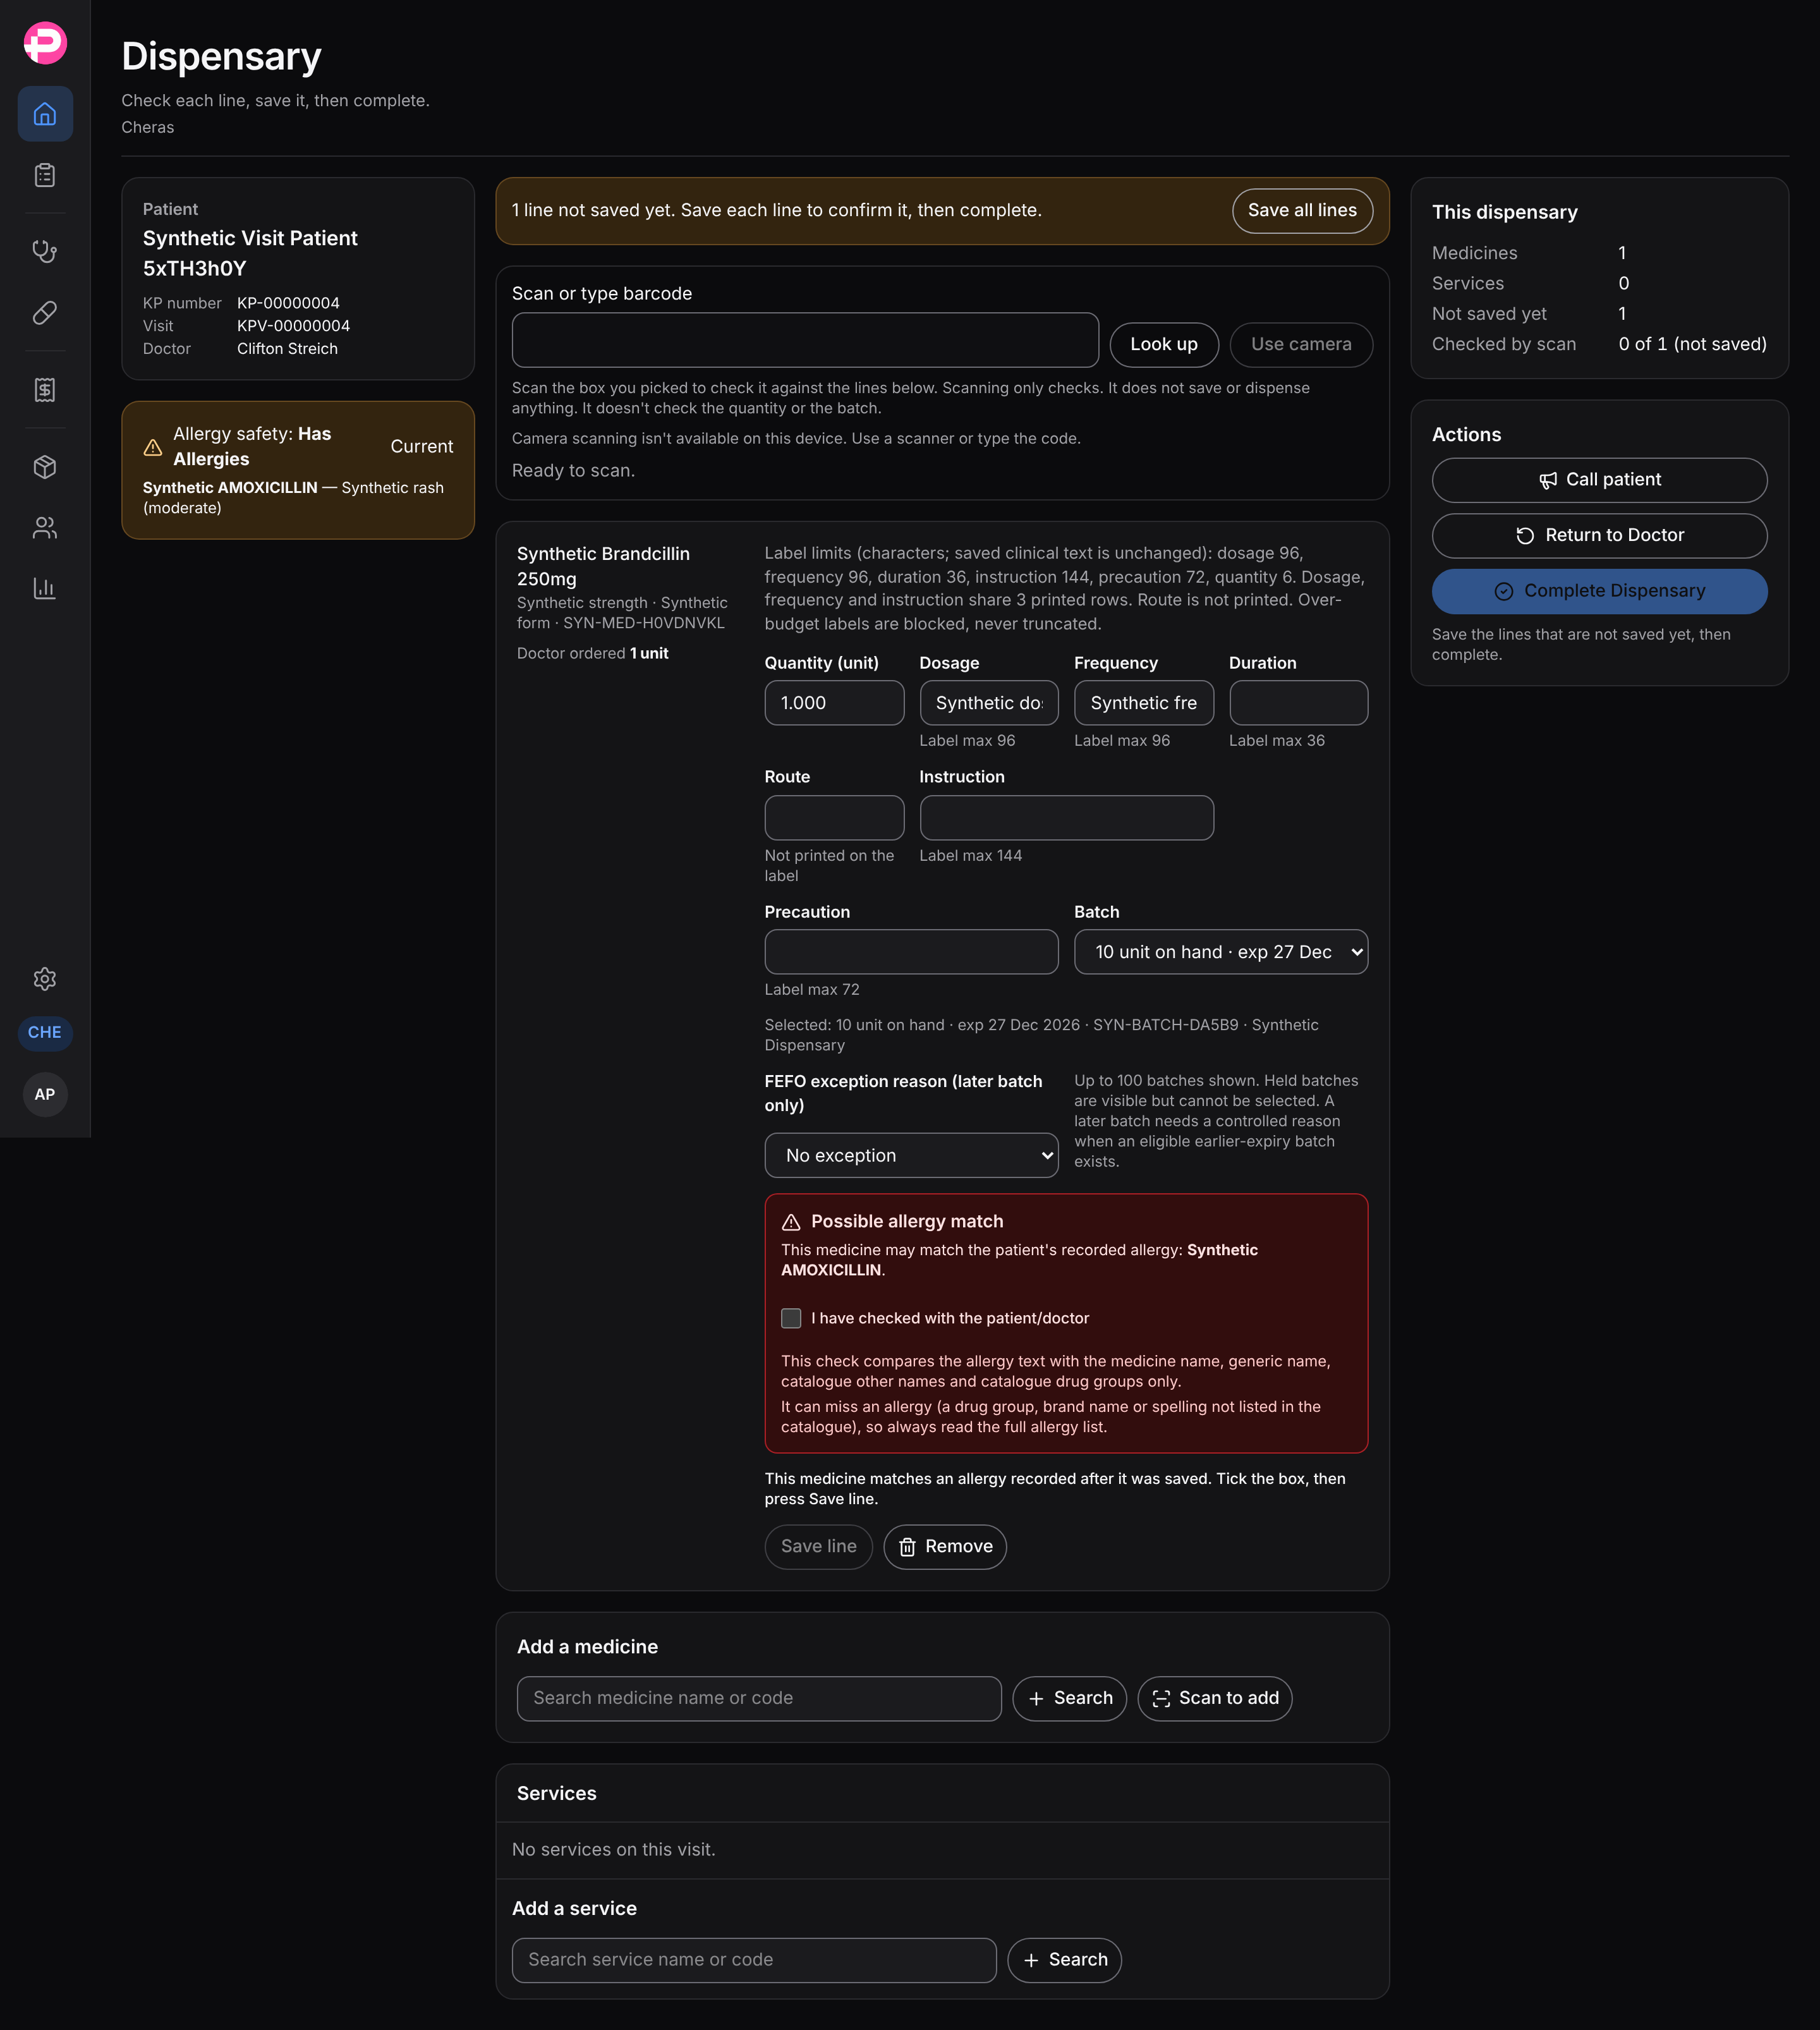 Dispensary
Check each line, save it, then complete.
Cheras
Patient
Synthetic Visit Patient
5xTH3h0Y
KP number KP-00000004
Visit KPV-00000004
Doctor Clifton Streich
Allergy safety: Has
Allergies
Current
Synthetic AMOXICILLIN — Synthetic rash
(moderate)
1 line not saved yet. Save each line to confirm it, then complete.
Save all lines
Scan or type barcode
Look up
Use camera
Scan the box you picked to check it against the lines below. Scanning only checks. It does not save or dispense
anything. It doesn't check the quantity or the batch.
Camera scanning isn't available on this device. Use a scanner or type the code.
Ready to scan.
Synthetic Brandcillin
250mg
Synthetic strength · Synthetic
form · SYN-MED-H0VDNVKL
Doctor ordered 1 unit
Label limits (characters; saved clinical text is unchanged): dosage 96,
frequency 96, duration 36, instruction 144, precaution 72, quantity 6. Dosage,
frequency and instruction share 3 printed rows. Route is not printed. Over-
budget labels are blocked, never truncated.
Quantity (unit) Dosage Frequency Duration
1.000 Synthetic do Synthetic fre
Label max 96 Label max 96 Label max 36
Route Instruction
Not printed on the
label
Label max 144
Precaution Batch
10 unit on hand · exp 27 Dec
Label max 72
Selected: 10 unit on hand · exp 27 Dec 2026 · SYN-BATCH-DA5B9 · Synthetic
Dispensary
FEFO exception reason (later batch
only)
No exception
Up to 100 batches shown. Held batches
are visible but cannot be selected. A
later batch needs a controlled reason
when an eligible earlier-expiry batch
exists.
Possible allergy match
This medicine may match the patient's recorded allergy: Synthetic
AMOXICILLIN.
I have checked with the patient/doctor
This check compares the allergy text with the medicine name, generic name,
catalogue other names and catalogue drug groups only.
It can miss an allergy (a drug group, brand name or spelling not listed in the
catalogue), so always read the full allergy list.
This medicine matches an allergy recorded after it was saved. Tick the box, then
press Save line.
Save line
Remove
Add a medicine
Search medicine name or code
Search
Scan to add
Services
No services on this visit.
Add a service
Search service name or code
Search
This dispensary
Medicines 1
Services 0
Not saved yet 1
Checked by scan 0 of 1 (not saved)
Actions
Call patient
Return to Doctor
Complete Dispensary
Save the lines that are not saved yet, then
complete.
CHE
AP